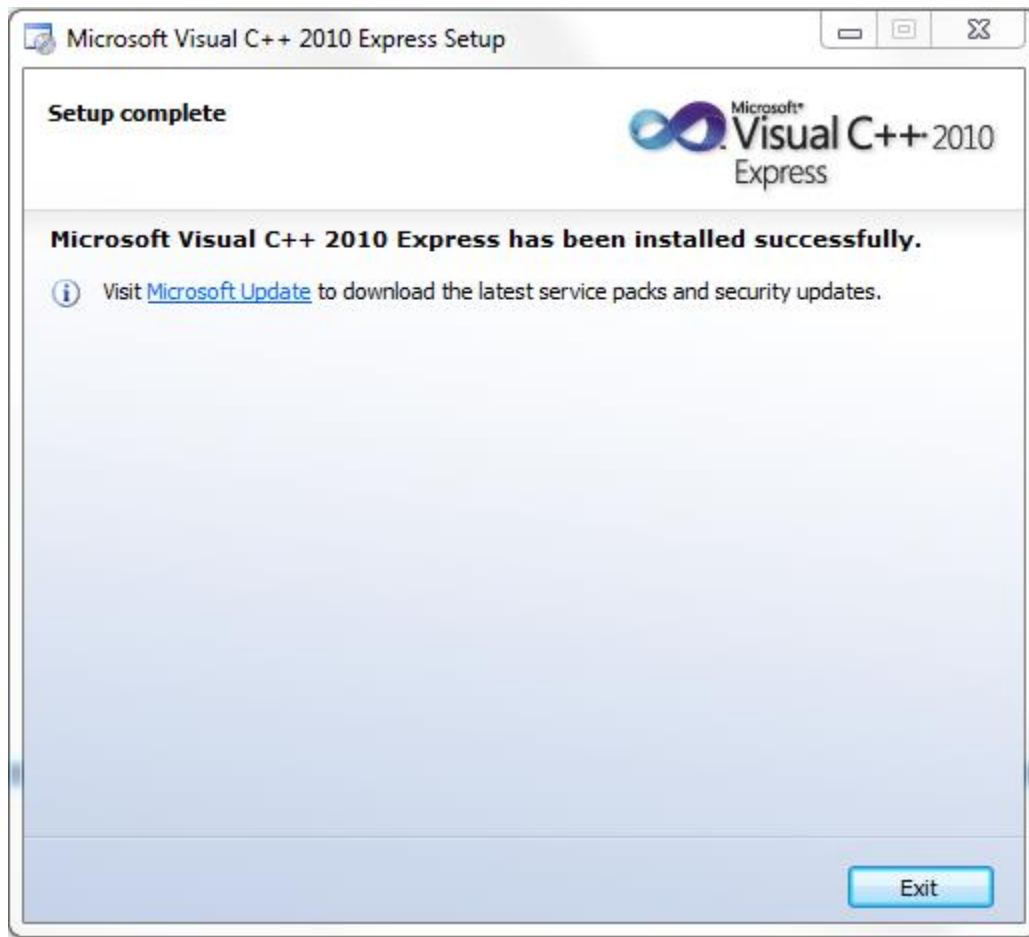 Microsoft Visual C++ 2010 Express Setup
Setup complete
Microsoft®
Visual C++ 2010
Express
Microsoft Visual C++ 2010 Express has been installed successfully.
Visit Microsoft Update to download the latest service packs and security updates.
Exit